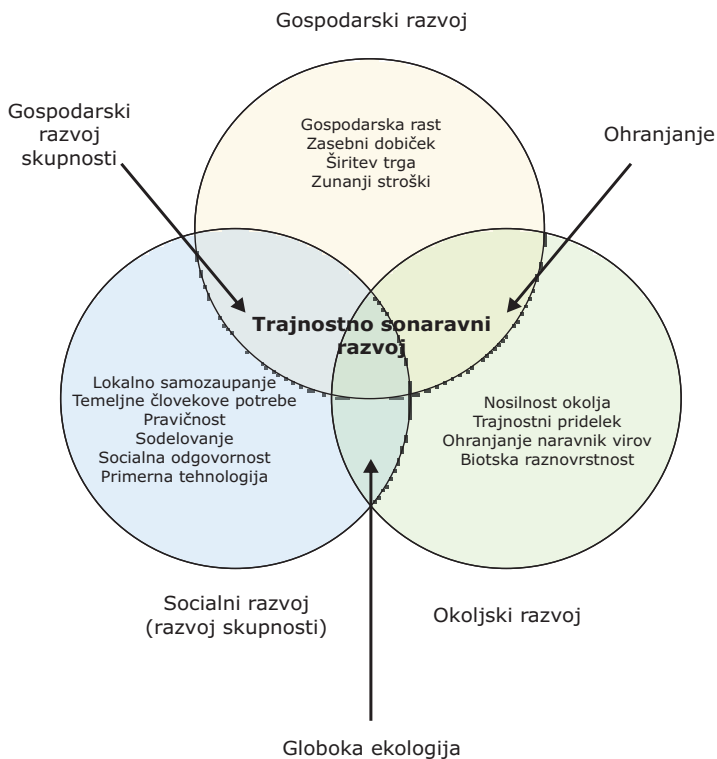 Gospodarski razvoj
Gospodarski
razvoj
skupnosti
Gospodarska rast
Zasebni dobiček
Širitev trga
Zunanji stroški
Ohranjanje
Trajnostno sonaravni
razvoj
Lokalno samozaupanje
Temeljne človekove potrebe
Pravičnost
Sodelovanje
Socialna odgovornost
Primerna tehnologija
Nosilnost okolja
Trajnostni pridelek
Ohranjanje naravnik virov
Biotska raznovrstnost
Socialni razvoj
(razvoj skupnosti)
Okoljski razvoj
Globoka ekologija